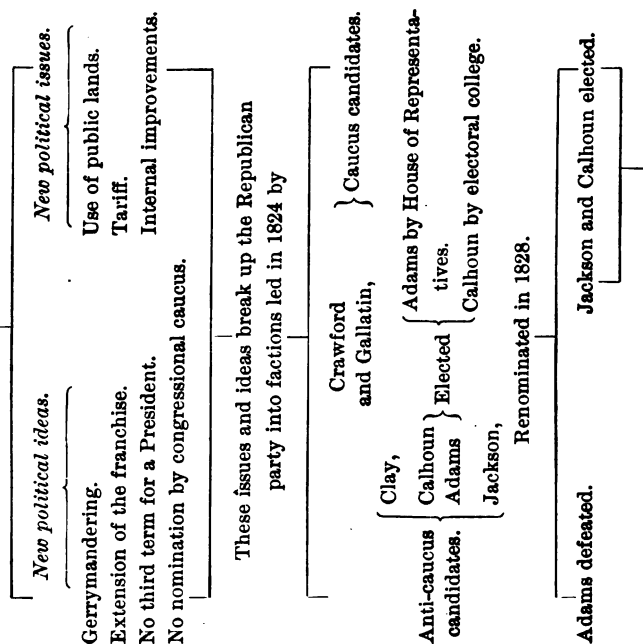 New political ideas.
Gerrymandering.
Extension of the franchise.
No third term for a President.
No nomination by congressional caucus.
New political issues.
Use of public lands.
Tariff.
Internal improvements.
These issues and ideas break up the Republican
party into factions led in 1824 by
Crawford
and Gallatin,
Caucus candidates.
Anti-caucus
candidates.
Clay,
Calhoun
Adams
Jackson,
Elected
Adams by House of Representa-
tives.
Calhoun by electoral college.
Renominated in 1828.
Adams defeated.
Jackson and Calhoun elected.